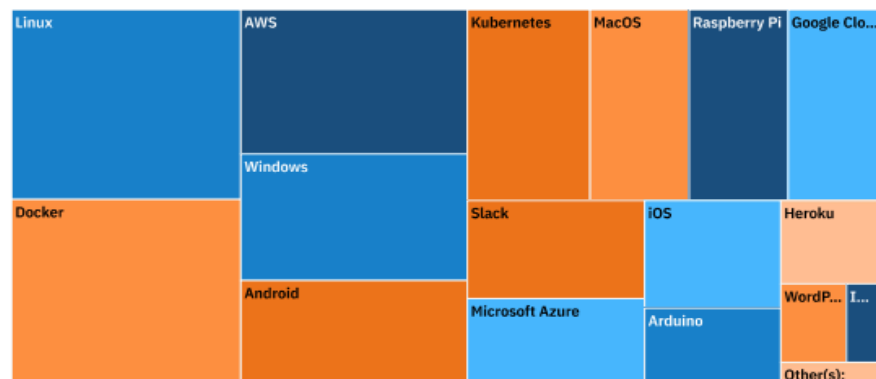 Linux
AWS
Kubernetes
MacOS
Raspberry Pi
Google Clo...
Windows
Docker
Slack
iOS
Heroku
Android
WordP...
I...
Microsoft Azure
Arduino
Other(s):